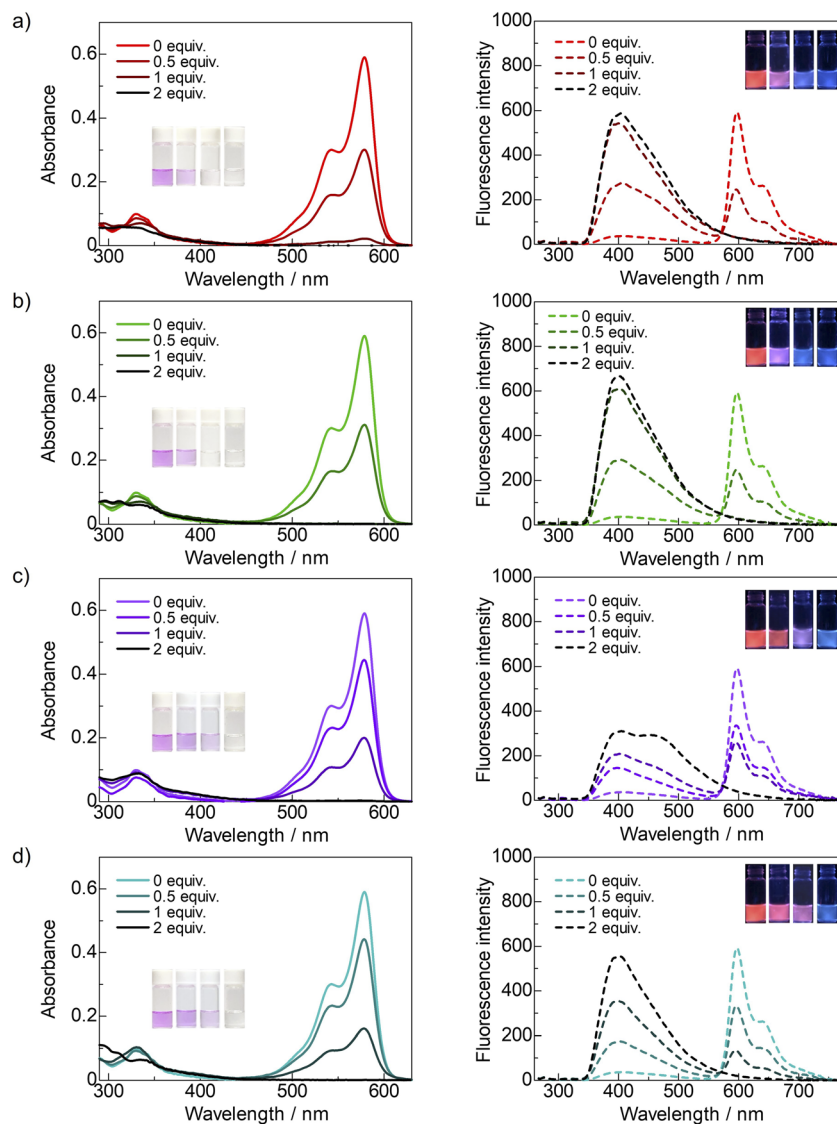 a)
0 equiv.
0.5 equiv.
1 equiv.
2 equiv.
Absorbance
0.6
0.4
0.2
0
300 400 500 600
Wavelength / nm
0 equiv.
0.5 equiv.
1 equiv.
2 equiv.
Fluorescence intensity
1000
800
600
400
200
0
300 400 500 600 700
Wavelength / nm
b)
0 equiv.
0.5 equiv.
1 equiv.
2 equiv.
Absorbance
0.6
0.4
0.2
0
300 400 500 600
Wavelength / nm
0 equiv.
0.5 equiv.
1 equiv.
2 equiv.
Fluorescence intensity
1000
800
600
400
200
0
300 400 500 600 700
Wavelength / nm
c)
0 equiv.
0.5 equiv.
1 equiv.
2 equiv.
Absorbance
0.6
0.4
0.2
0
300 400 500 600
Wavelength / nm
0 equiv.
0.5 equiv.
1 equiv.
2 equiv.
Fluorescence intensity
1000
800
600
400
200
0
300 400 500 600 700
Wavelength / nm
d)
0 equiv.
0.5 equiv.
1 equiv.
2 equiv.
Absorbance
0.6
0.4
0.2
0
300 400 500 600
Wavelength / nm
0 equiv.
0.5 equiv.
1 equiv.
2 equiv.
Fluorescence intensity
1000
800
600
400
200
0
300 400 500 600 700
Wavelength / nm